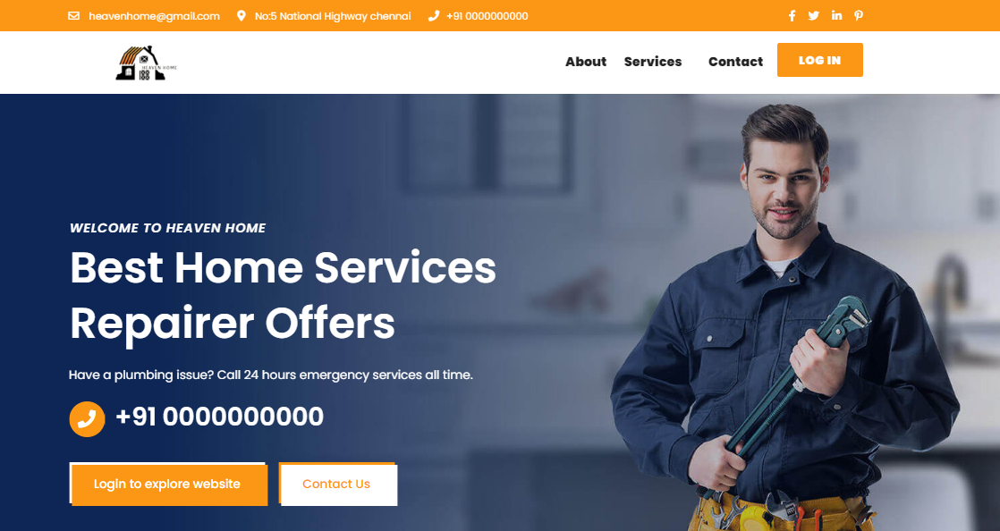 heavenhome@gmail.com No:5 National Highway chennai +91 0000000000
HEAVEN HOME
About Services Contact LOG IN
WELCOME TO HEAVEN HOME
Best Home Services
Repairer Offers
Have a plumbing issue? Call 24 hours emergency services all time.
+91 0000000000
Login to explore website Contact Us